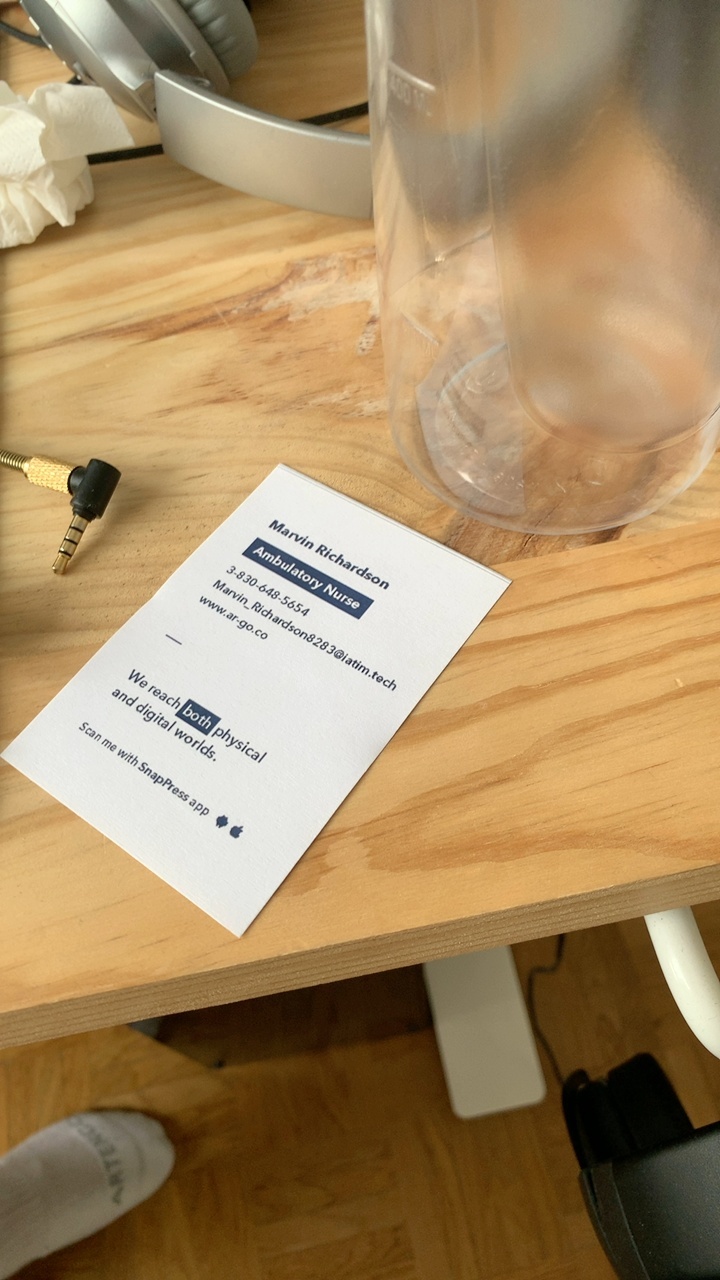 Marvin Richardson
Ambulatory Nurse
3-830-648-5654
Marvin_Richardson8283@iatim.tech
www.ar-go.co
We reach both physical
and digital worlds.
Scan me with SnapPress app
ARTENGO